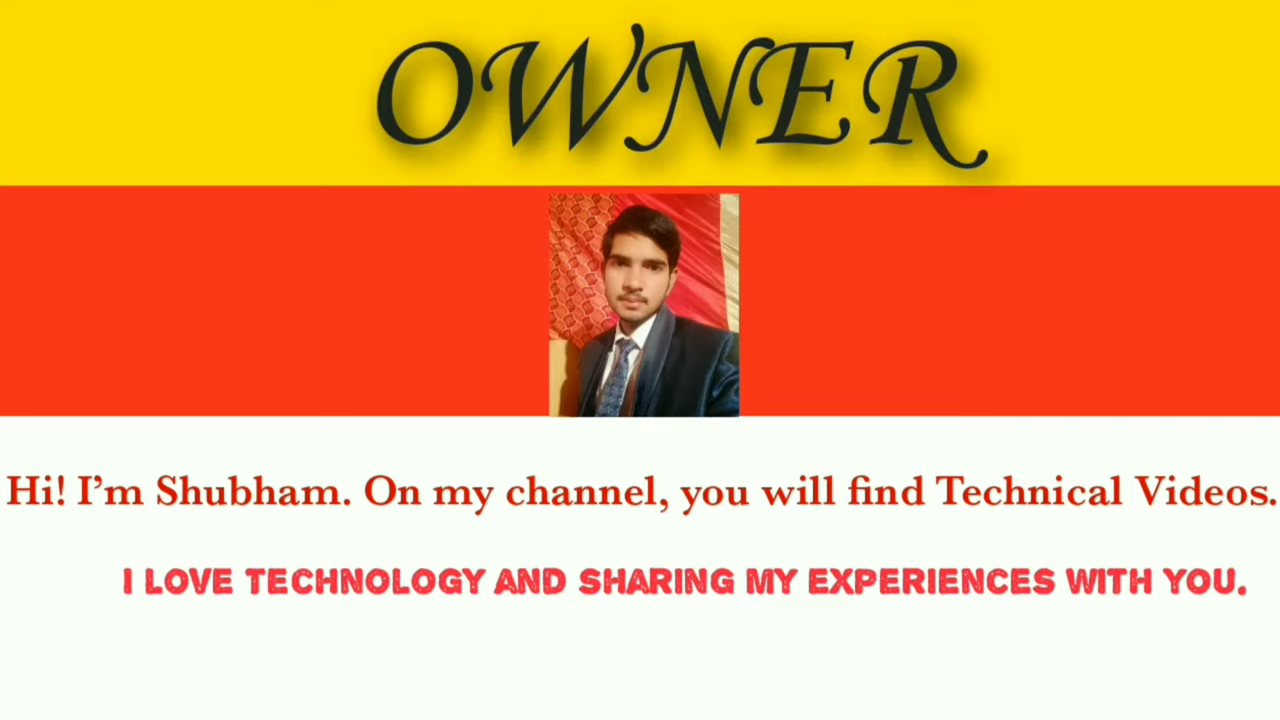 OWNER
Hi! I’m Shubham. On my channel, you will find Technical Videos.
I LOVE TECHNOLOGY AND SHARING MY EXPERIENCES WITH YOU.